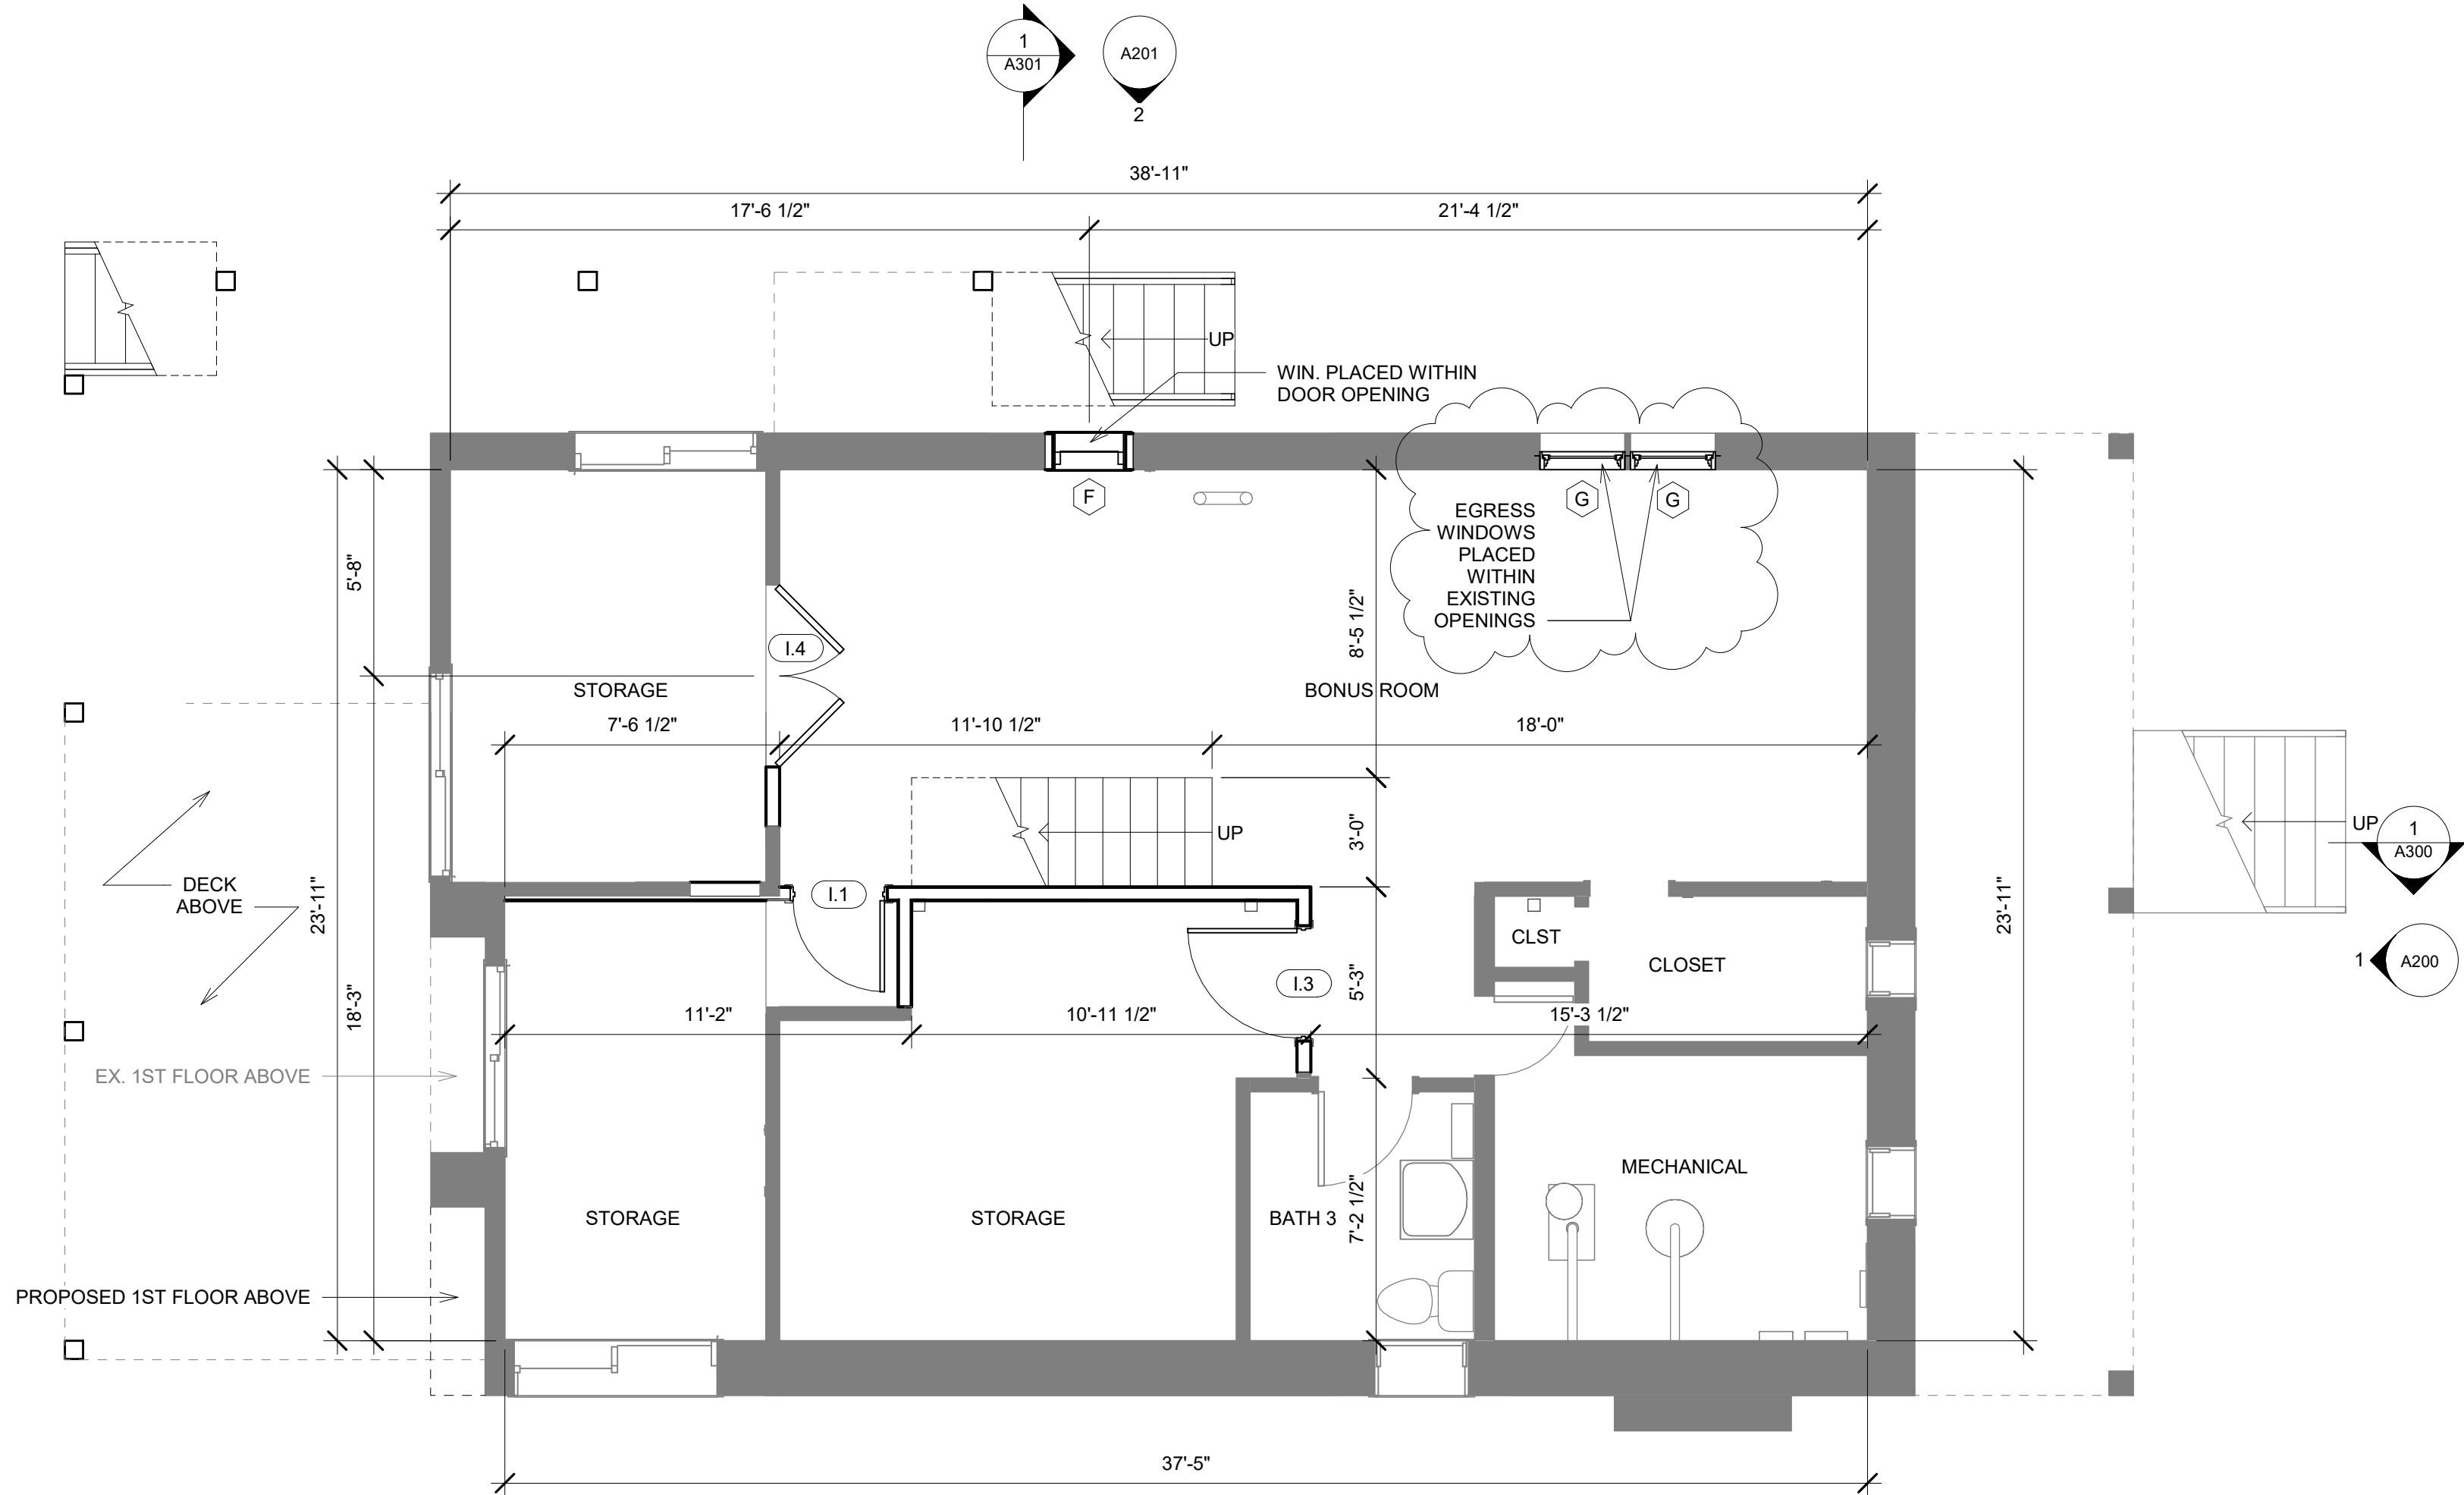 1
A301
A201
2
38'-11"
17'-6 1/2"
21'-4 1/2"
UP
WIN. PLACED WITHIN
DOOR OPENING
F
G
G
EGRESS
WINDOWS
PLACED
WITHIN
EXISTING
OPENINGS
5'-8"
8'-5 1/2"
I.4
STORAGE
BONUS ROOM
7'-6 1/2"
11'-10 1/2"
18'-0"
UP
3'-0"
UP
1
A300
DECK
ABOVE
23'-11"
I.1
23'-11"
CLST
CLOSET
1
A200
18'-3"
I.3
5'-3"
11'-2"
10'-11 1/2"
15'-3 1/2"
EX. 1ST FLOOR ABOVE
MECHANICAL
STORAGE
STORAGE
BATH 3
7'-2 1/2"
PROPOSED 1ST FLOOR ABOVE
37'-5"